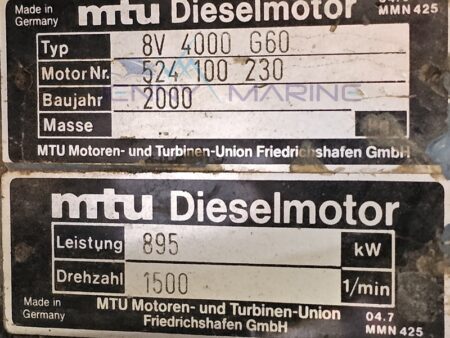 Made in
Germany
mtu Dieselmotor
MMN 425
Typ 8V 4000 G60
Motor Nr. 524 100 230
Baujahr 2000
MARINE
Masse
MTU Motoren- und Turbinen-Union Friedrichshafen GmbH
mtu Dieselmotor
Leistung 895 kW
Drehzahl 1500 1/min
Made in
Germany
MTU Motoren- und Turbinen-Union
Friedrichshafen GmbH
04.7
MMN 425